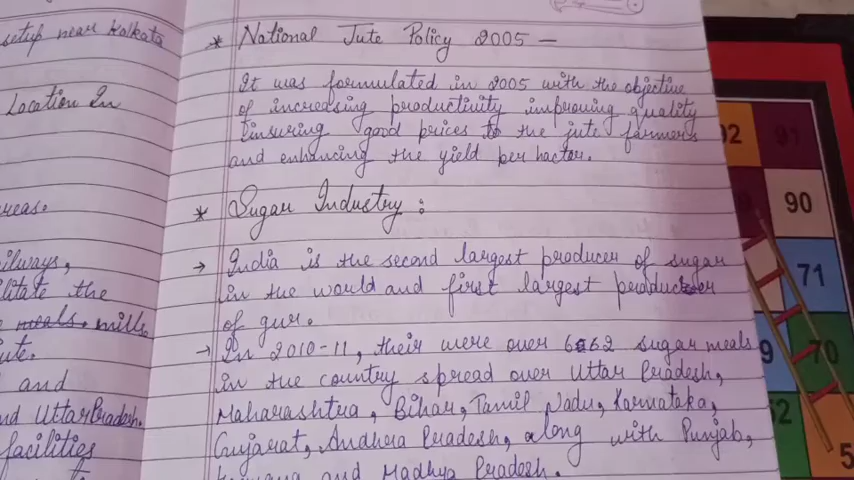 setup near Kolkata
Location In
reas.
ilways,
litate the
meals. mills
ute.
and
nd Uttar Pradesh.
facilities
* National Jute Policy 2005 —
It was formulated in 2005 with the objective
of increasing productivity improving quality
insuring good prices to the jute farmers
and enhancing the yield per hacter.
* Sugar Industry :
→ India is the second largest producer of sugar
in the world and first largest producer
of gur.
→ In 2010-11, their were over 662 sugar meals
in the country spread over Uttar Pradesh,
Maharashtra, Bihar, Tamil Nadu, Karnataka,
Gujarat, Andhra Pradesh, along with Punjab,
and Madhya Pradesh.
92 91
90
71
9 70
62
5